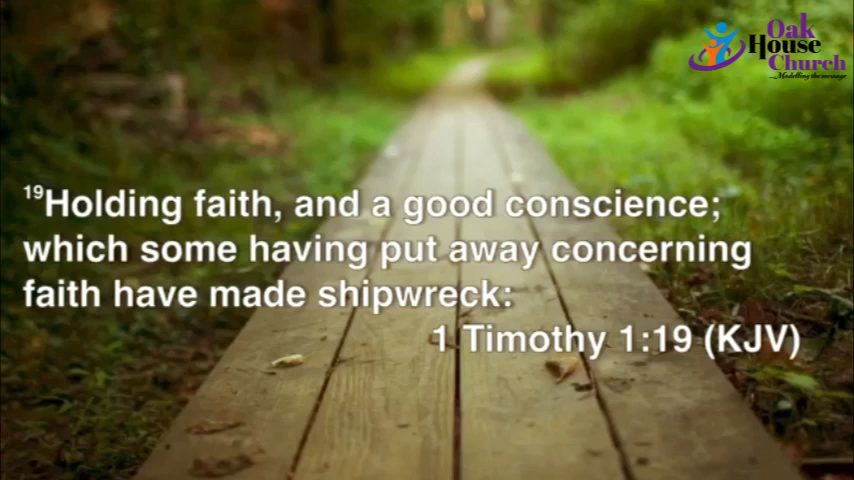 Oak
House
Church
...Modelling the message
¹⁹Holding faith, and a good conscience;
which some having put away concerning
faith have made shipwreck:
1 Timothy 1:19 (KJV)